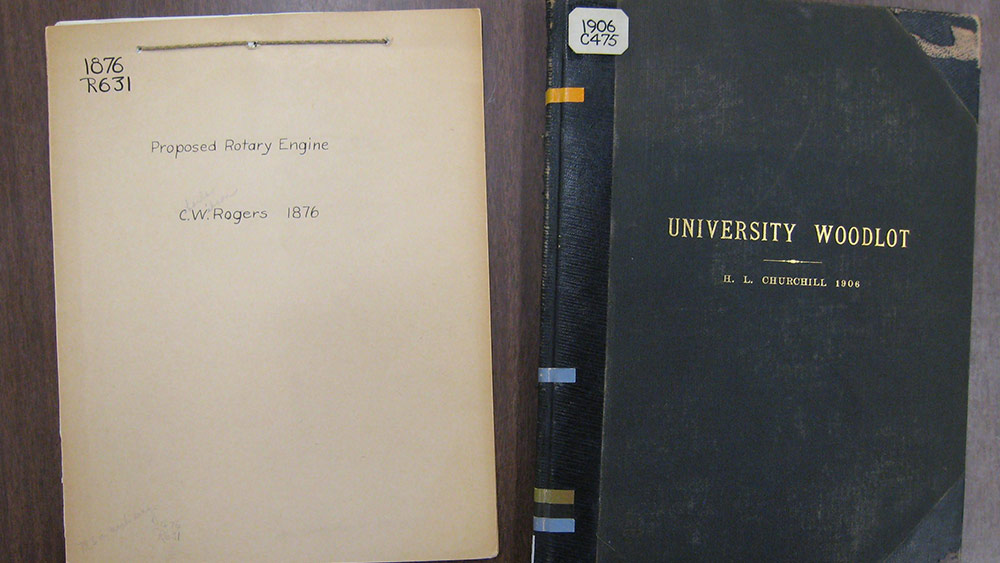 1876
R631
Proposed Rotary Engine
C.W. Rogers 1876
1906
C475
UNIVERSITY WOODLOT
H. L. CHURCHILL 1906